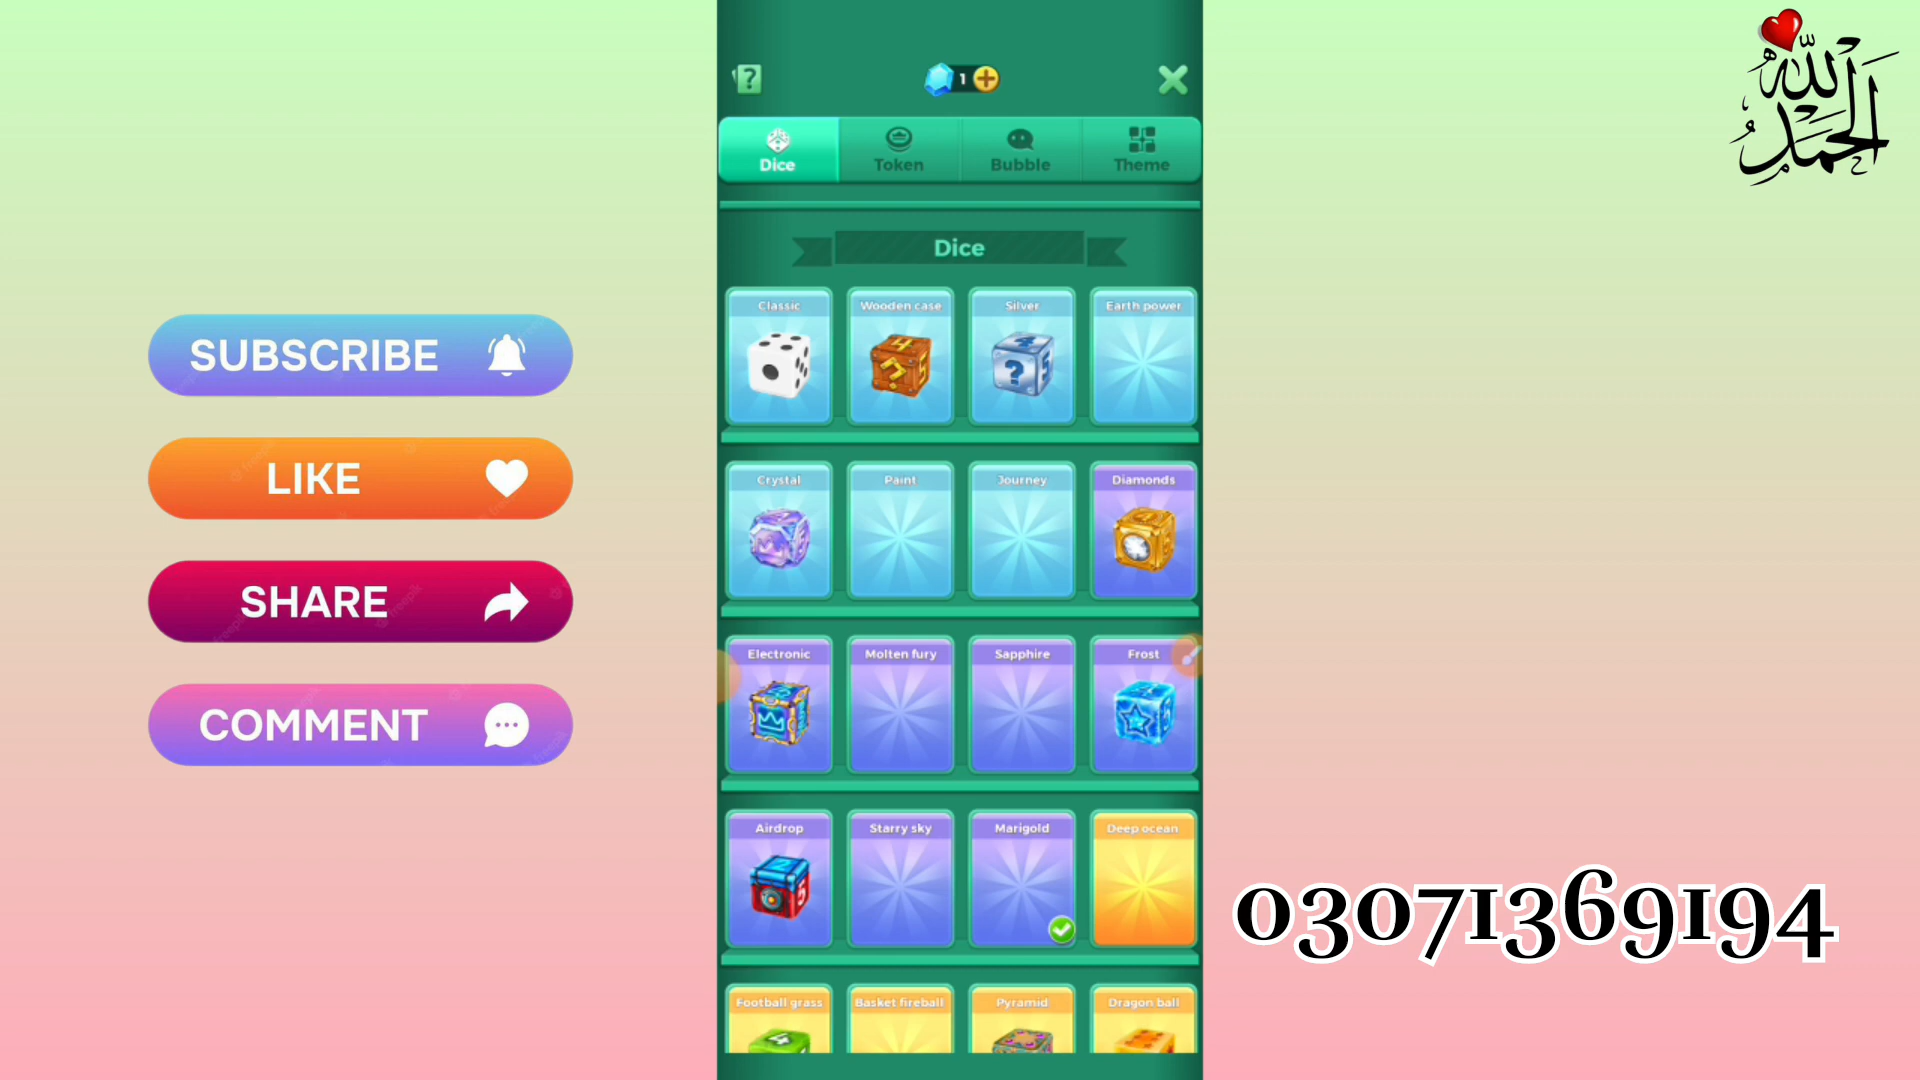 الحمد لله
1
Dice Token Bubble Theme
Dice
Classic Wooden case Silver Earth power
Crystal Paint Journey Diamonds
Electronic Molten fury Sapphire Frost
Airdrop Starry sky Marigold Deep ocean
Football grass Basket fireball Pyramid Dragon ball
SUBSCRIBE
LIKE
SHARE
COMMENT
03071369194